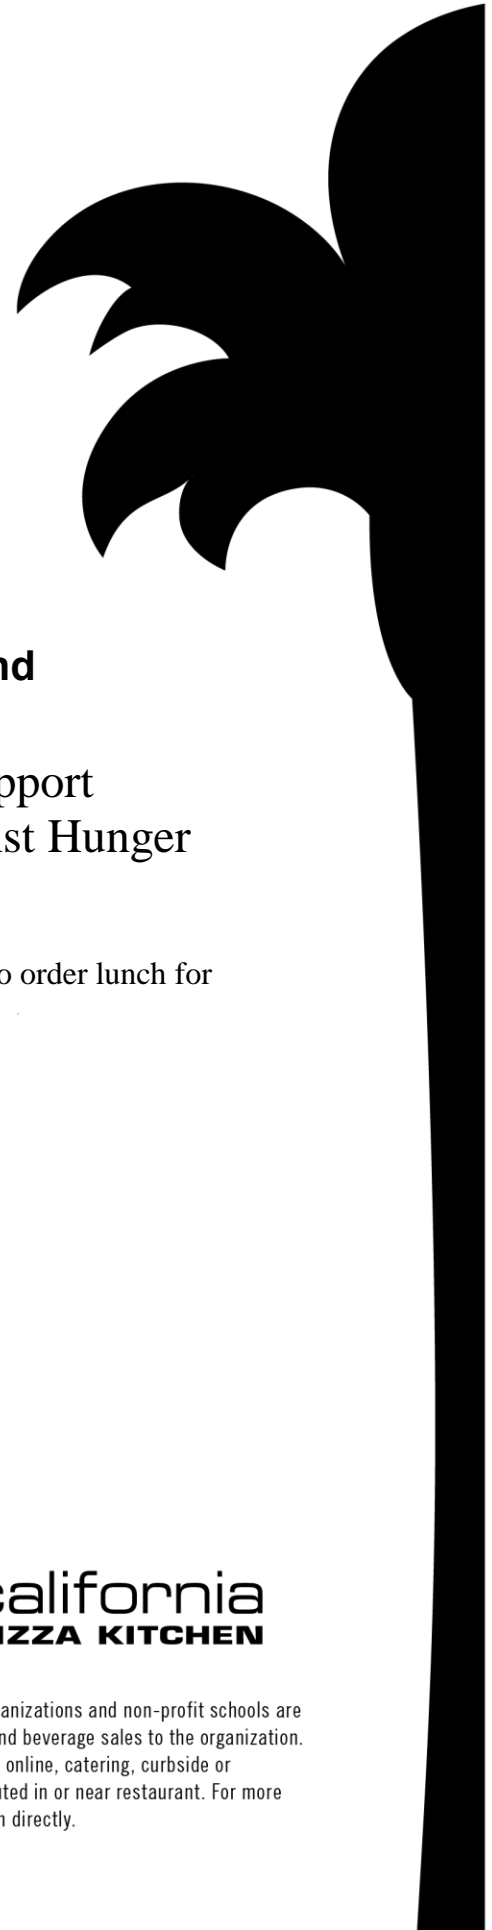 nd
pport
st Hunger
o order lunch for
california
IZZA KITCHEN
anizations and non-profit schools are
nd beverage sales to the organization.
online, catering, curbside or
ted in or near restaurant. For more
directly.